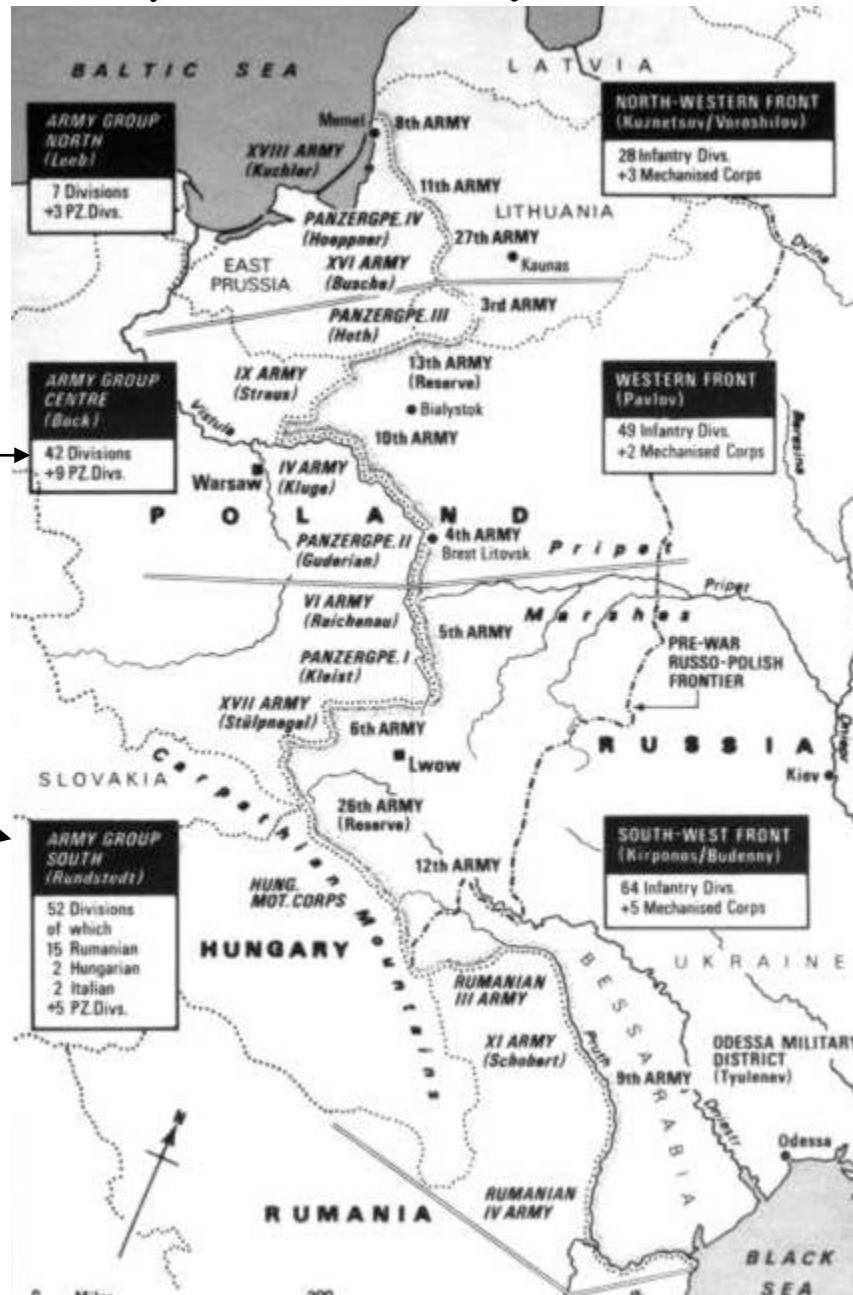 BALTIC SEA
LATVIA
ARMY GROUP
NORTH
(Leeb)
7 Divisions
+3 PZ.Divs.
NORTH-WESTERN FRONT
(Kuznetsov/Voroshilov)
28 Infantry Divs.
+3 Mechanised Corps
Memel
8th ARMY
XVIII ARMY
(Kuchler)
11th ARMY
LITHUANIA
PANZERGPE. IV
(Hoeppner)
27th ARMY
Kaunas
Dvina
EAST
PRUSSIA
XVI ARMY
(Busche)
3rd ARMY
PANZERGPE. III
(Hoth)
13th ARMY
(Reserve)
IX ARMY
(Straus)
Bialystok
ARMY GROUP
CENTRE
(Bock)
42 Divisions
+9 PZ.Divs.
WESTERN FRONT
(Pavlov)
49 Infantry Divs.
+2 Mechanised Corps
Vistula
10th ARMY
Beresina
Warsaw
IV ARMY
(Kluge)
POLAND
PANZERGPE. II
(Guderian)
4th ARMY
Brest Litovsk
Pripet
Marshes
Pripet
VI ARMY
(Reichenau)
5th ARMY
PANZERGPE. I
(Kleist)
PRE-WAR
RUSSO-POLISH
FRONTIER
XVII ARMY
(Stülpnagel)
6th ARMY
Lwow
RUSSIA
Dnieper
Kiev
SLOVAKIA
Carpathian Mountains
26th ARMY
(Reserve)
ARMY GROUP
SOUTH
(Rundstedt)
52 Divisions
of which
15 Rumanian
2 Hungarian
2 Italian
+5 PZ.Divs.
SOUTH-WEST FRONT
(Kirponos/Budenny)
64 Infantry Divs.
+5 Mechanised Corps
12th ARMY
HUNG.
MOT. CORPS
HUNGARY
UKRAINE
BESSARABIA
RUMANIAN
III ARMY
XI ARMY
(Schobert)
Pruth
9th ARMY
ODESSA MILITARY
DISTRICT
(Tyulenev)
Dniestr
Odessa
N
RUMANIA
RUMANIAN
IV ARMY
BLACK
SEA
0 Miles 200